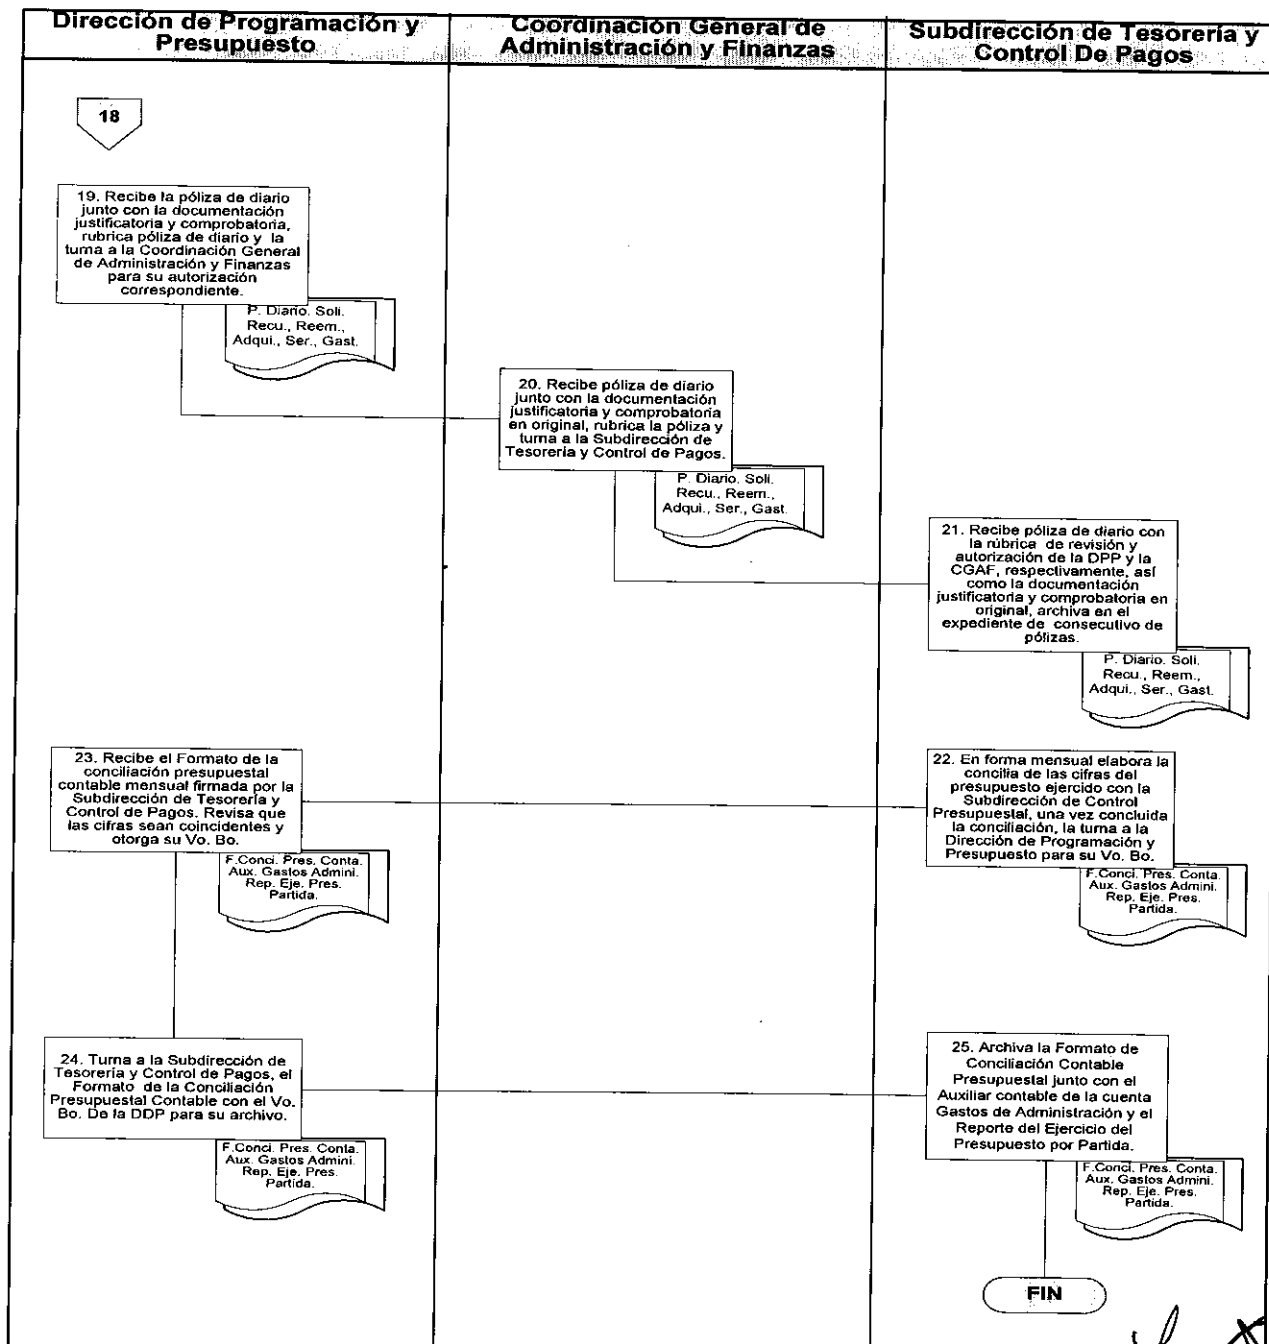 Dirección de Programación y
Presupuesto
Coordinación General de
Administración y Finanzas
Subdirección de Tesorería y
Control De Pagos
18
19. Recibe la póliza de diario
junto con la documentación
justificatoria y comprobatoria,
rubrica póliza de diario y la
turna a la Coordinación General
de Administración y Finanzas
para su autorización
correspondiente.
P. Diario. Soli.
Recu., Reem.,
Adqui., Ser., Gast.
20. Recibe póliza de diario
junto con la documentación
justificatoria y comprobatoria
en original, rubrica la póliza y
turna a la Subdirección de
Tesorería y Control de Pagos.
P. Diario. Soli.
Recu., Reem.,
Adqui., Ser., Gast.
21. Recibe póliza de diario con
la rúbrica de revisión y
autorización de la DPP y la
CGAF, respectivamente, así
como la documentación
justificatoria y comprobatoria en
original, archiva en el
expediente de consecutivo de
pólizas.
P. Diario. Soli.
Recu., Reem.,
Adqui., Ser., Gast.
23. Recibe el Formato de la
conciliación presupuestal
contable mensual firmada por la
Subdirección de Tesorería y
Control de Pagos. Revisa que
las cifras sean coincidentes y
otorga su Vo. Bo.
F.Conci. Pres. Conta.
Aux. Gastos Admini.
Rep. Eje. Pres.
Partida.
22. En forma mensual elabora la
concilia de las cifras del
presupuesto ejercido con la
Subdirección de Control
Presupuestal, una vez concluida
la conciliación, la turna a la
Dirección de Programación y
Presupuesto para su Vo. Bo.
F.Conci. Pres. Conta.
Aux. Gastos Admini.
Rep. Eje. Pres.
Partida.
24. Turna a la Subdirección de
Tesorería y Control de Pagos, el
Formato de la Conciliación
Presupuestal Contable con el Vo.
Bo. De la DDP para su archivo.
F.Conci. Pres. Conta.
Aux. Gastos Admini.
Rep. Eje. Pres.
Partida.
25. Archiva la Formato de
Conciliación Contable
Presupuestal junto con el
Auxiliar contable de la cuenta
Gastos de Administración y el
Reporte del Ejercicio del
Presupuesto por Partida.
F.Conci. Pres. Conta.
Aux. Gastos Admini.
Rep. Eje. Pres.
Partida.
FIN